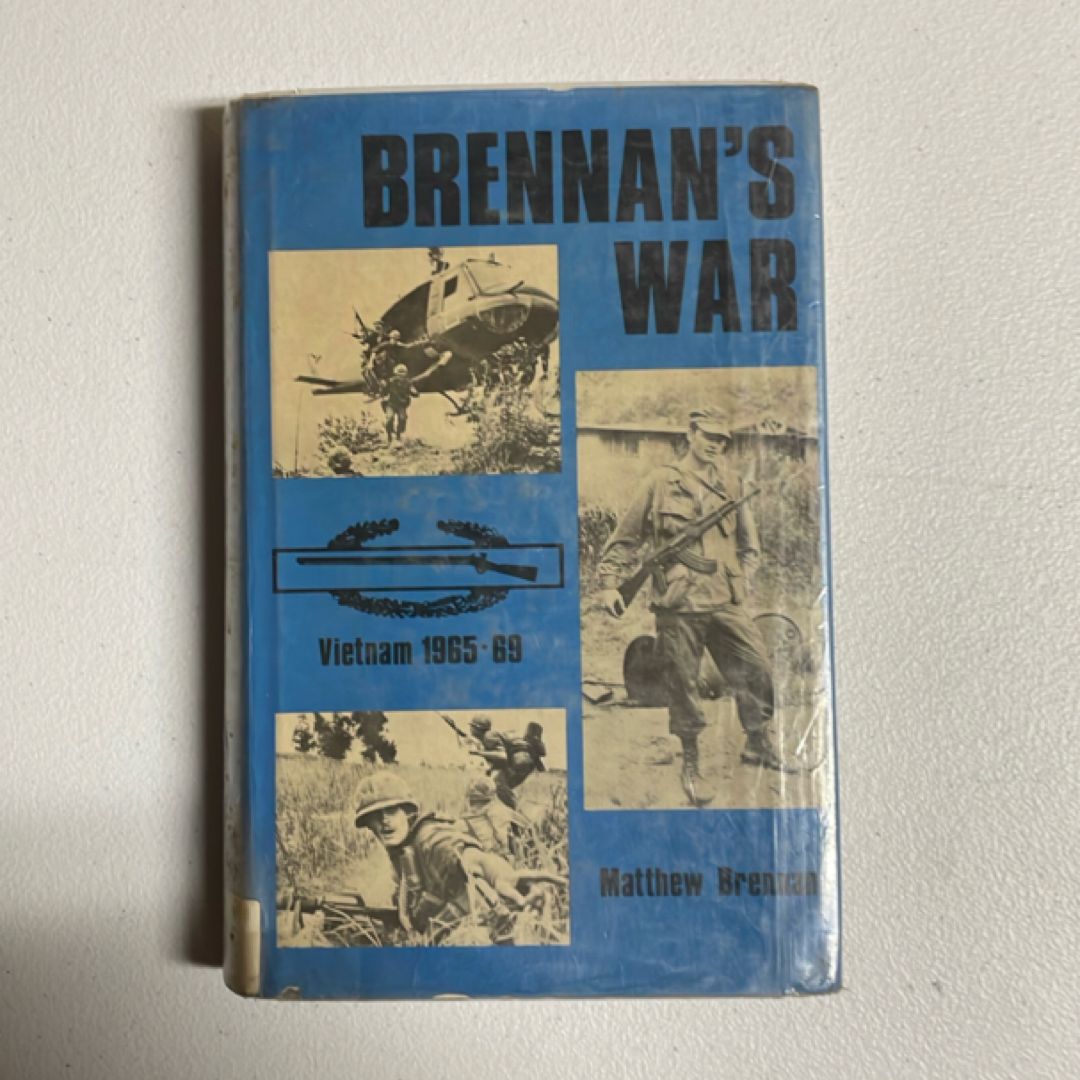 BRENNAN'S
WAR
Vietnam 1965-69
Matthew Brennan